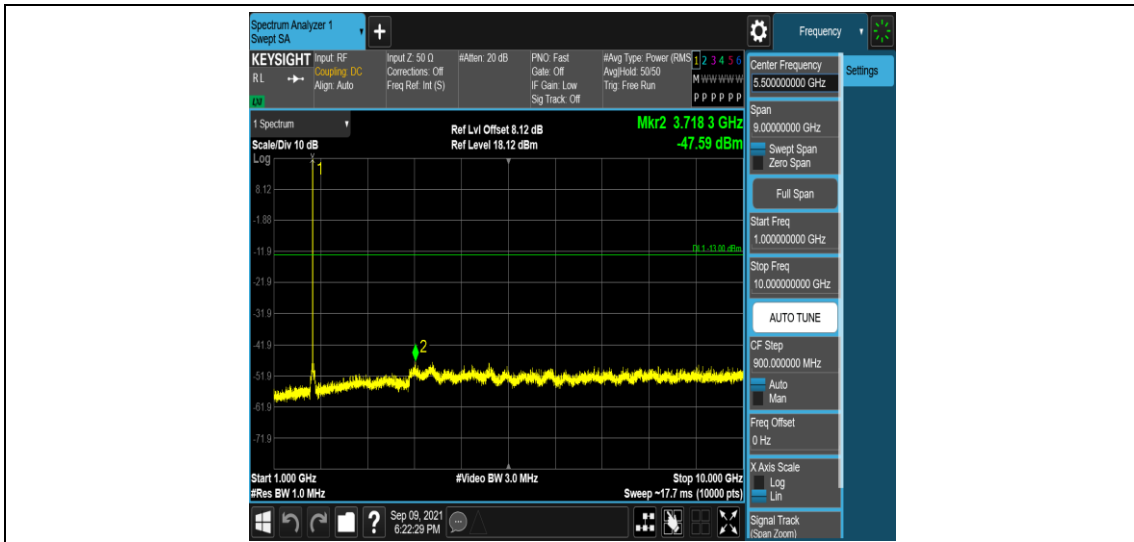 Spectrum Analyzer 1
Swept SA
+
Frequency
KEYSIGHT
RL
LXI
Input: RF
Coupling: DC
Align: Auto
Input Z: 50 Ω
Corrections: Off
Freq Ref: Int (S)
#Atten: 20 dB
PNO: Fast
Gate: Off
IF Gain: Low
Sig Track: Off
#Avg Type: Power (RMS
Avg|Hold: 50/50
Trig: Free Run
1 2 3 4 5 6
M W W W W W
P P P P P P
1 Spectrum
Scale/Div 10 dB
Ref Lvl Offset 8.12 dB
Ref Level 18.12 dBm
Mkr2 3.718 3 GHz
-47.59 dBm
Log
1
8.12
-1.88
-11.9
DL1 -13.00 dBm
-21.9
-31.9
-41.9
2
-51.9
-61.9
-71.9
Start 1.000 GHz
#Res BW 1.0 MHz
#Video BW 3.0 MHz
Stop 10.000 GHz
Sweep ~17.7 ms (10000 pts)
?
Sep 09, 2021
6:22:29 PM
Center Frequency
5.500000000 GHz
Settings
Span
9.00000000 GHz
Swept Span
Zero Span
Full Span
Start Freq
1.000000000 GHz
Stop Freq
10.000000000 GHz
AUTO TUNE
CF Step
900.000000 MHz
Auto
Man
Freq Offset
0 Hz
X Axis Scale
Log
Lin
Signal Track
(Span Zoom)